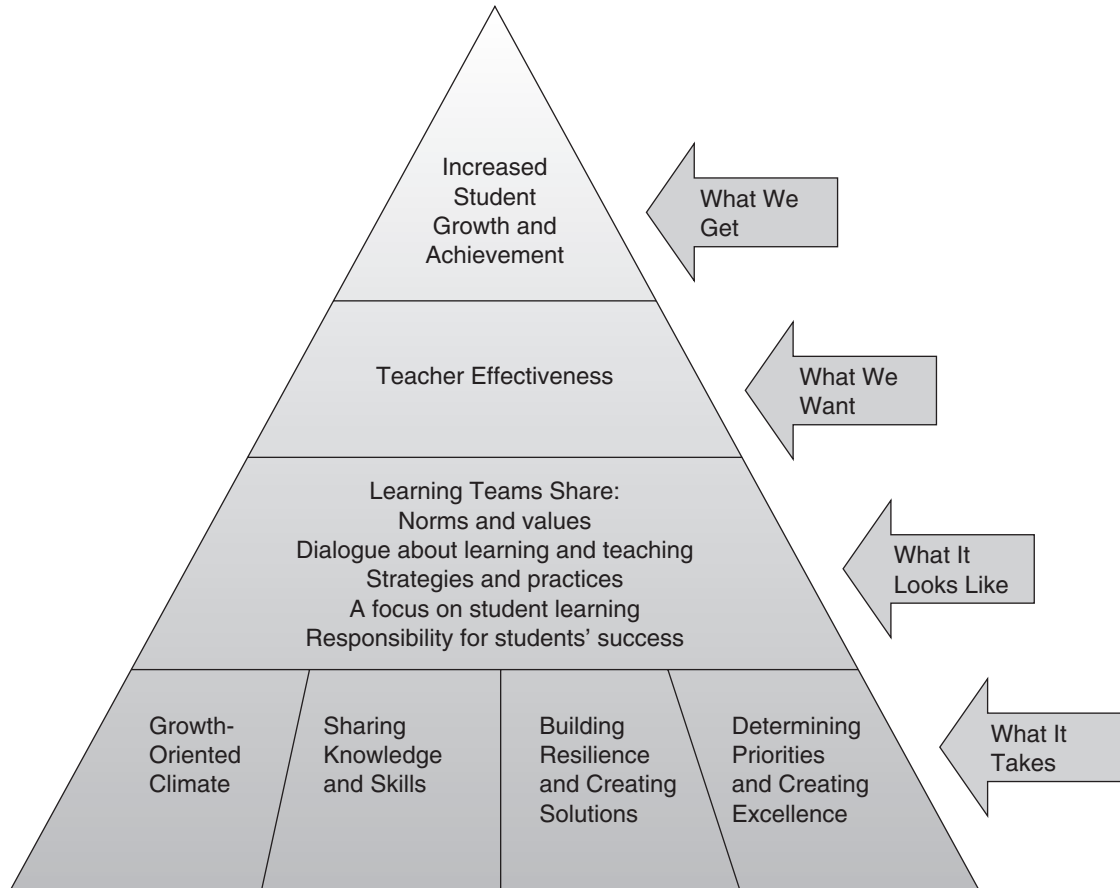 Increased
Student
Growth and
Achievement
What We
Get
Teacher Effectiveness
What We
Want
Learning Teams Share:
Norms and values
Dialogue about learning and teaching
Strategies and practices
A focus on student learning
Responsibility for students’ success
What It
Looks Like
Growth-
Oriented
Climate
Sharing
Knowledge
and Skills
Building
Resilience
and Creating
Solutions
Determining
Priorities
and Creating
Excellence
What It
Takes